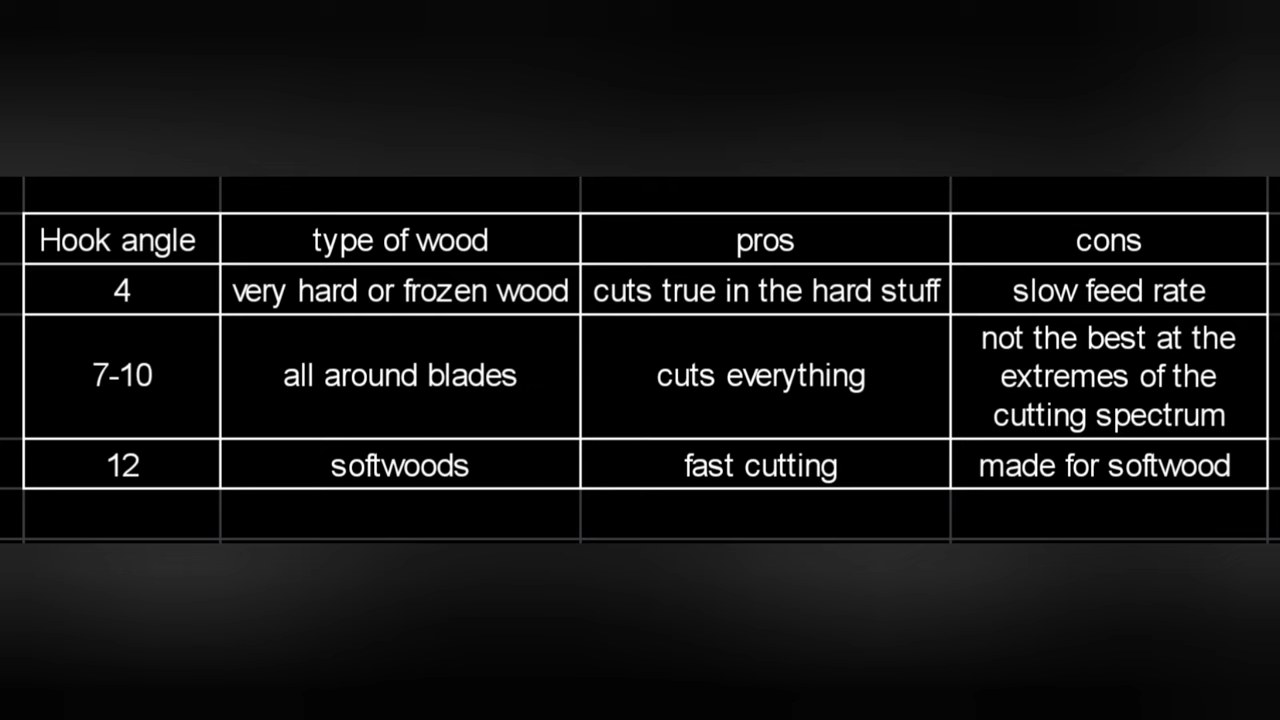 Hook angle type of wood pros cons
4 very hard or frozen wood cuts true in the hard stuff slow feed rate
7-10 all around blades cuts everything not the best at the
extremes of the
cutting spectrum
12 softwoods fast cutting made for softwood